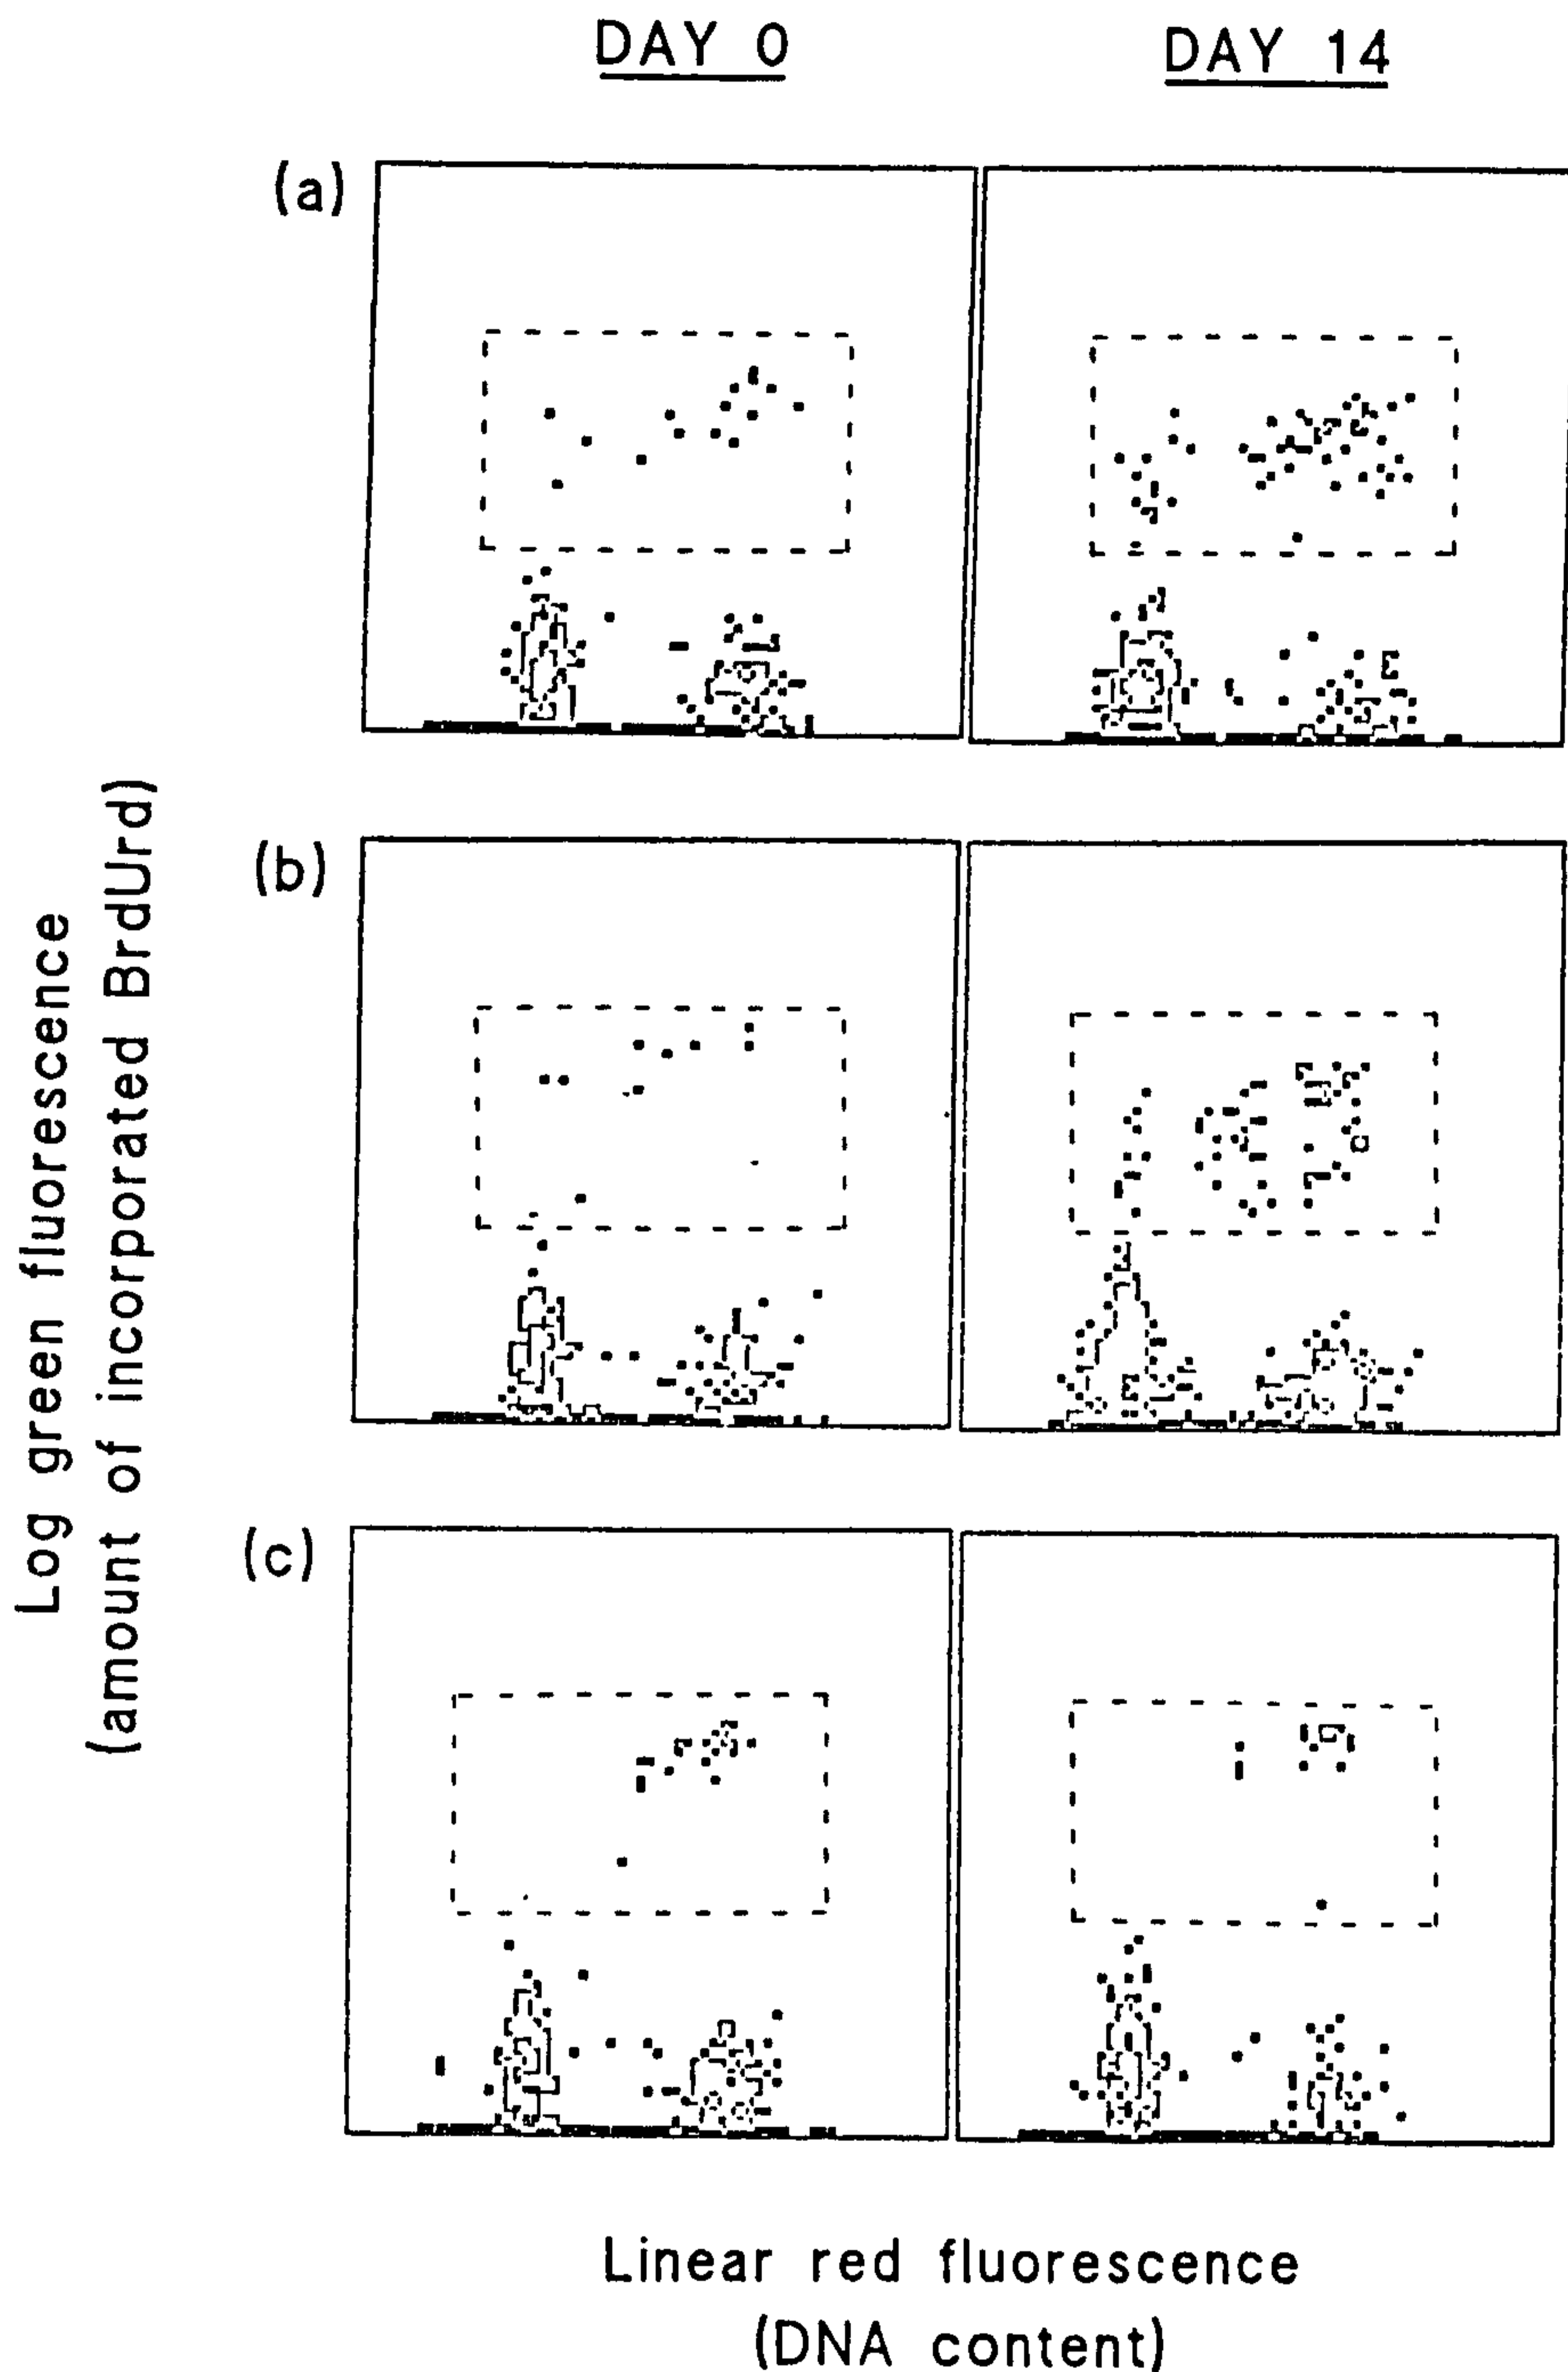 DAY 0
DAY 14
(a)
(b)
(c)
Log green fluorescence
(amount of incorporated BrdUrd)
Linear red fluorescence
(DNA content)